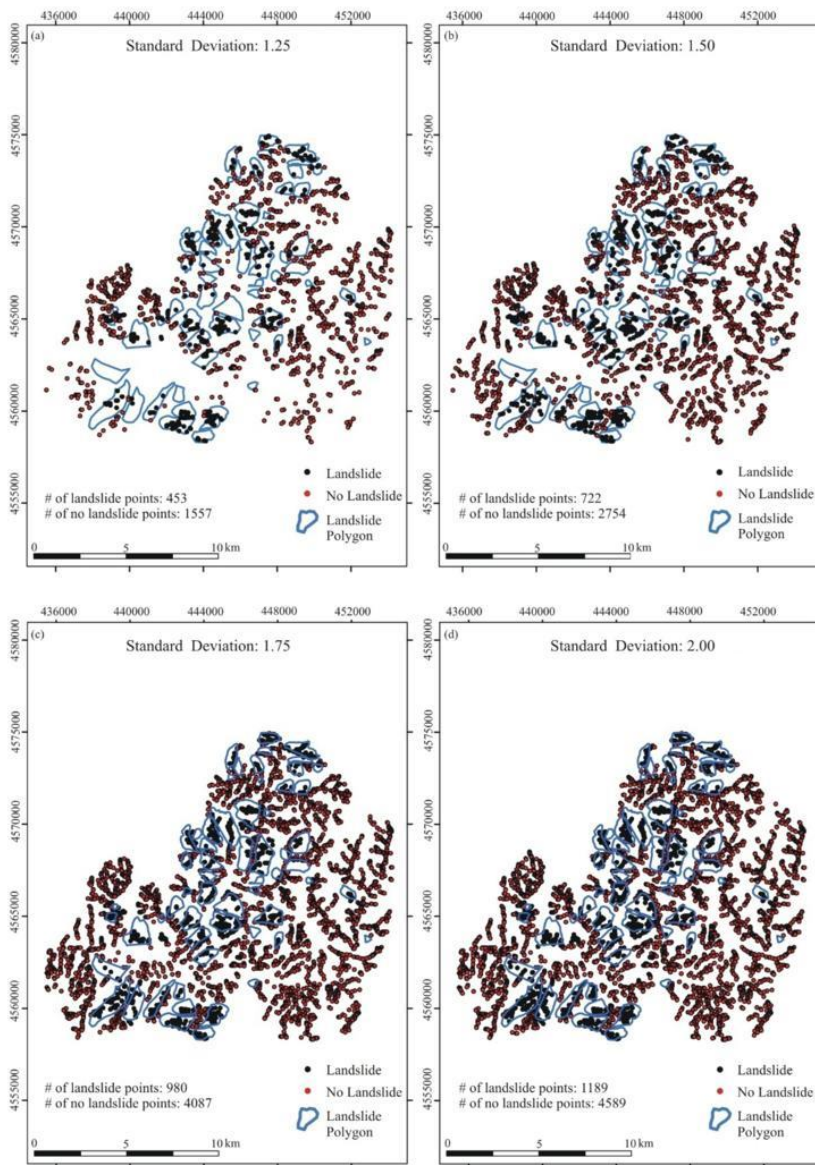 436000 440000 444000 448000 452000
(a)
Standard Deviation: 1.25
4580000
4575000
4570000
4565000
4560000
4555000
Landslide
No Landslide
Landslide
Polygon
# of landslide points: 453
# of no landslide points: 1557
0 5 10 km
436000 440000 444000 448000 452000
(b)
Standard Deviation: 1.50
4580000
4575000
4570000
4565000
4560000
4555000
Landslide
No Landslide
Landslide
Polygon
# of landslide points: 722
# of no landslide points: 2754
0 5 10 km
436000 440000 444000 448000 452000
(c)
Standard Deviation: 1.75
4580000
4575000
4570000
4565000
4560000
4555000
Landslide
No Landslide
Landslide
Polygon
# of landslide points: 980
# of no landslide points: 4087
0 5 10 km
436000 440000 444000 448000 452000
(d)
Standard Deviation: 2.00
4580000
4575000
4570000
4565000
4560000
4555000
Landslide
No Landslide
Landslide
Polygon
# of landslide points: 1189
# of no landslide points: 4589
0 5 10 km